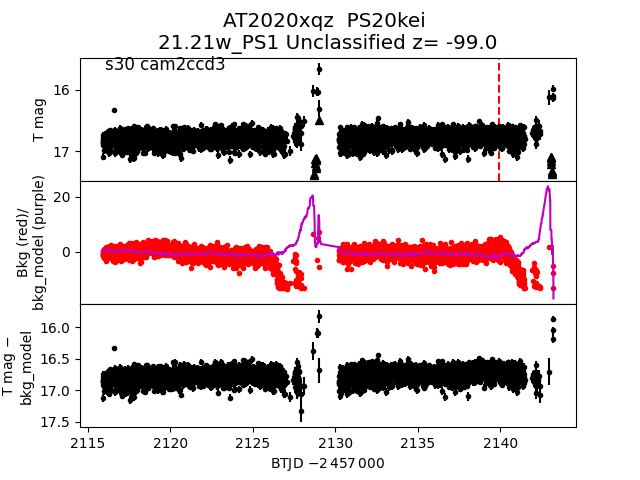 AT2020xqz  PS20kei
21.21w_PS1 Unclassified z= -99.0
s30 cam2ccd3
T mag
16
17
Bkg (red)/
bkg_model (purple)
20
0
T mag −
bkg_model
16.0
16.5
17.0
17.5
2115 2120 2125 2130 2135 2140
BTJD −2 457 000